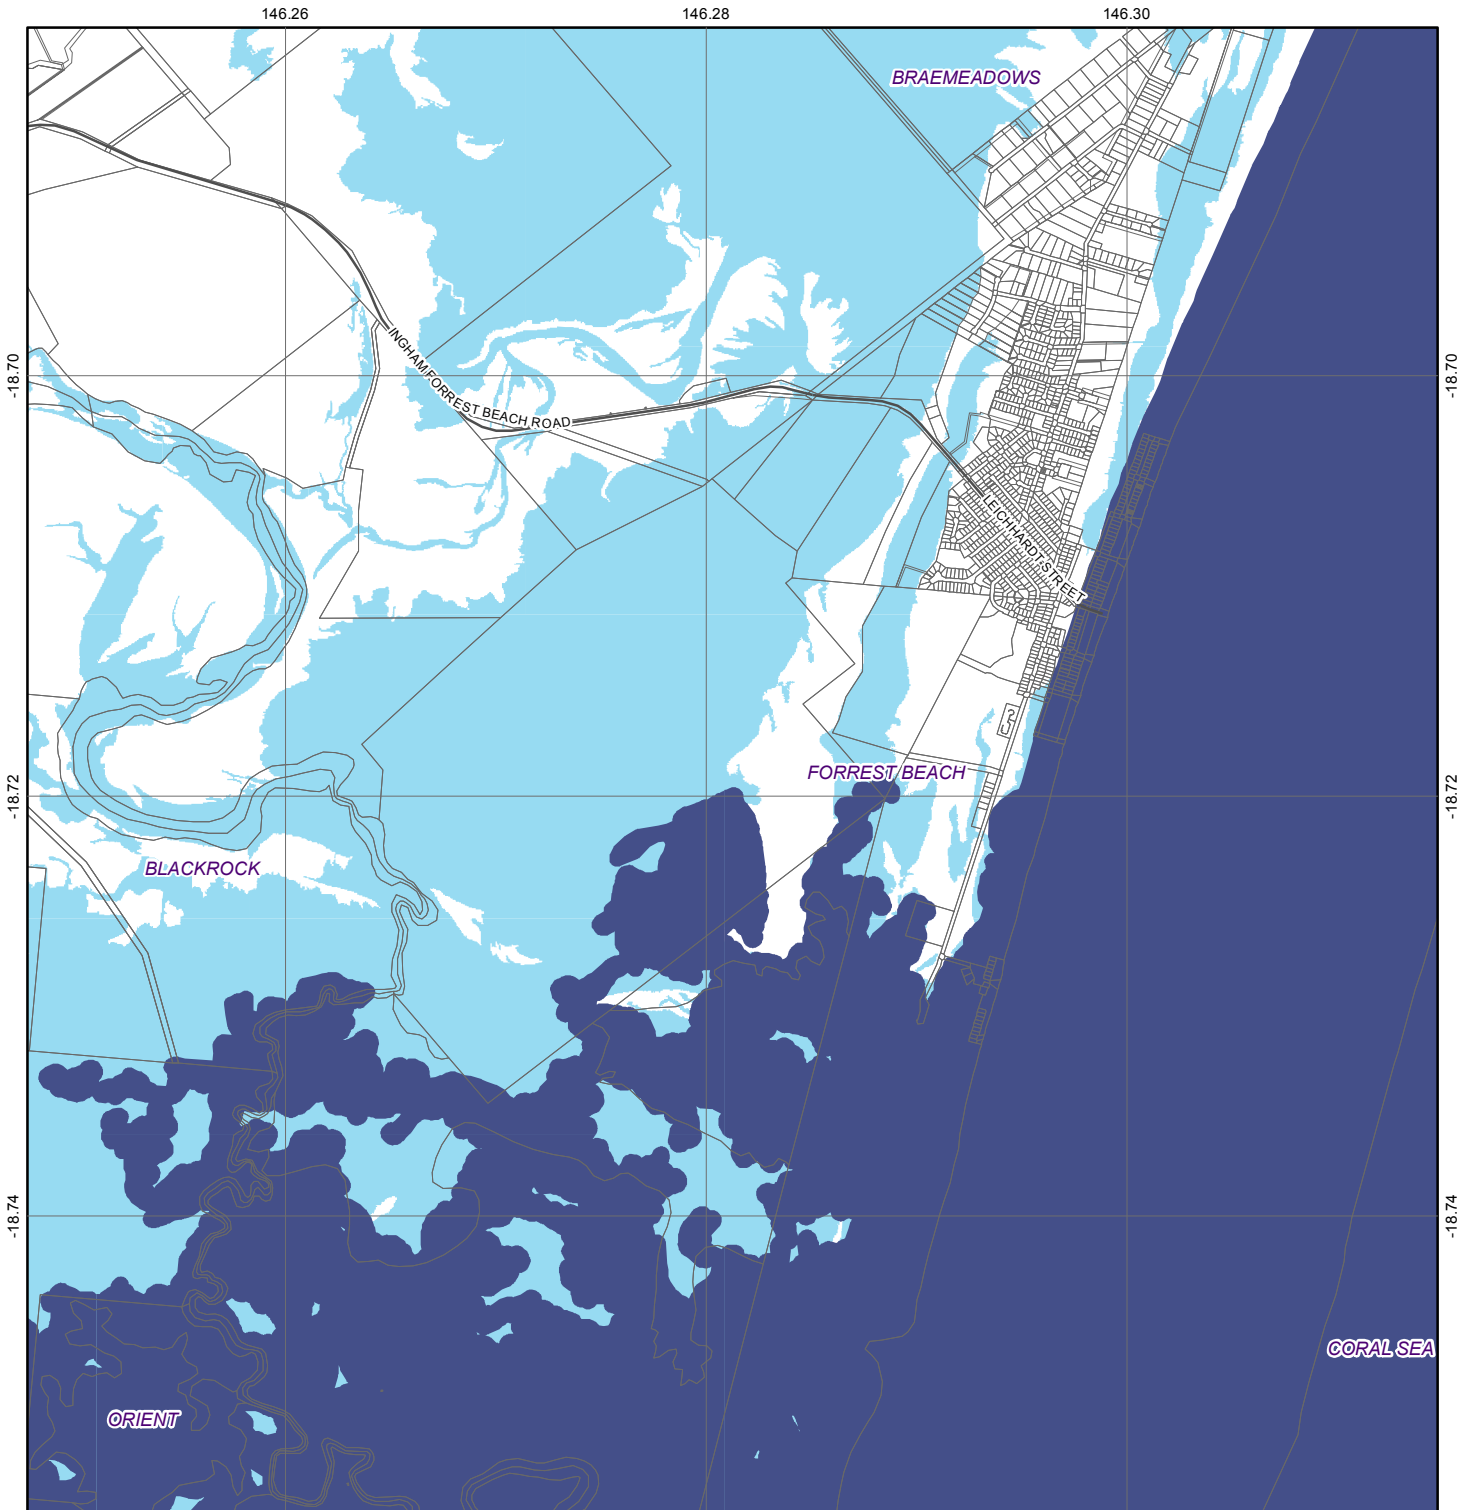 146.26
146.28
146.30
BRAEMEADOWS
-18.70
-18.70
INGHAM FORREST BEACH ROAD
LEICHHARDT STREET
-18.72
-18.72
FORREST BEACH
BLACKROCK
-18.74
-18.74
CORAL SEA
ORIENT